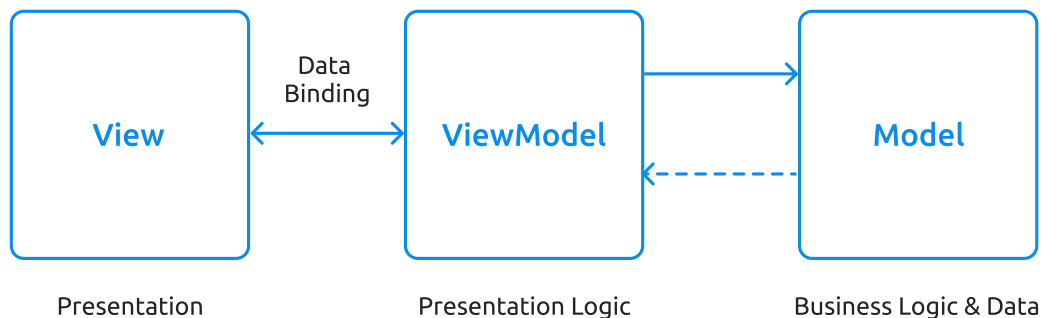 Data
Binding
View
ViewModel
Model
Presentation
Presentation Logic
Business Logic & Data